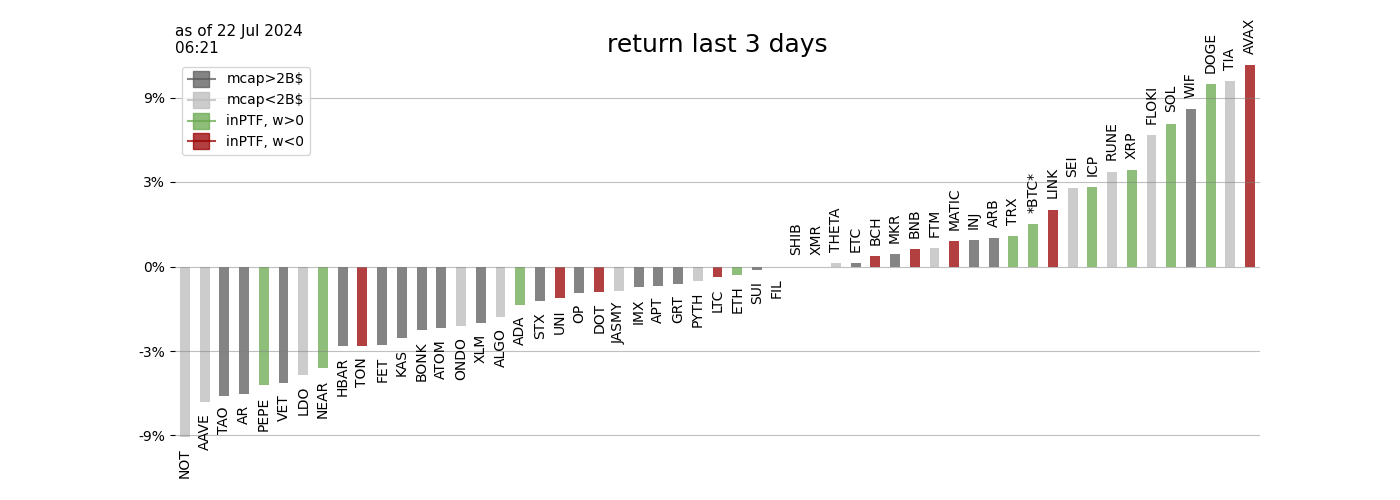 as of 22 Jul 2024
06:21
return last 3 days
mcap>2B$
mcap<2B$
inPTF, w>0
inPTF, w<0
9%
3%
0%
-3%
-9%
NOT
AAVE
TAO
AR
PEPE
VET
LDO
NEAR
HBAR
TON
FET
KAS
BONK
ATOM
ONDO
XLM
ALGO
ADA
STX
UNI
OP
DOT
JASMY
IMX
APT
GRT
PYTH
LTC
ETH
SUI
FIL
SHIB
XMR
THETA
ETC
BCH
MKR
BNB
FTM
MATIC
INJ
ARB
TRX
*BTC*
LINK
SEI
ICP
RUNE
XRP
FLOKI
SOL
WIF
DOGE
TIA
AVAX